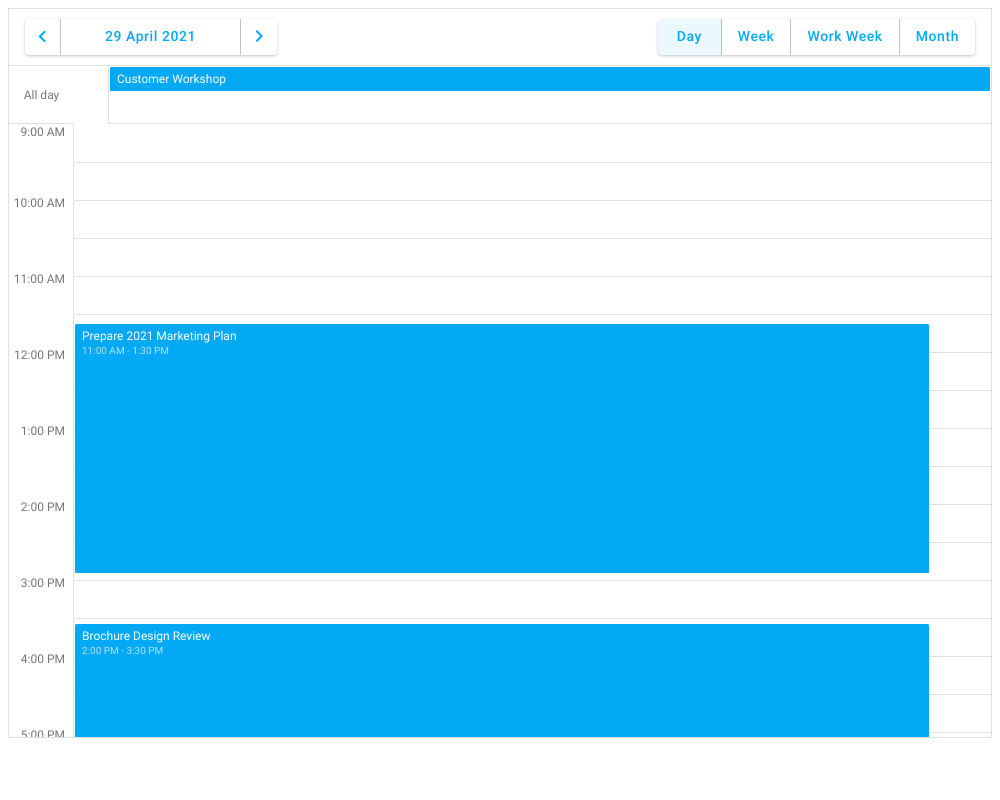 29 April 2021
Day
Week
Work Week
Month
All day
Customer Workshop
9:00 AM
10:00 AM
11:00 AM
Prepare 2021 Marketing Plan
11:00 AM - 1:30 PM
12:00 PM
1:00 PM
2:00 PM
3:00 PM
Brochure Design Review
2:00 PM - 3:30 PM
4:00 PM
5:00 PM